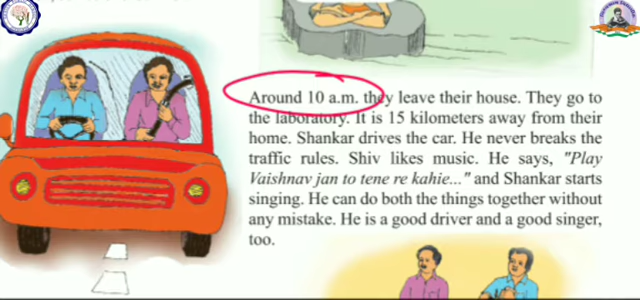 Around 10 a.m. they leave their house. They go to
the laboratory. It is 15 kilometers away from their
home. Shankar drives the car. He never breaks the
traffic rules. Shiv likes music. He says, "Play
Vaishnav jan to tene re kahie..." and Shankar starts
singing. He can do both the things together without
any mistake. He is a good driver and a good singer,
too.